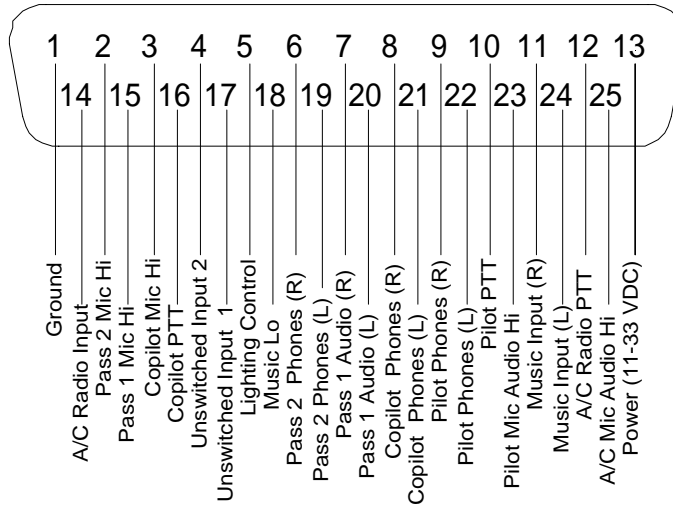 1 2 3 4 5 6 7 8 9 10 11 12 13
14 15 16 17 18 19 20 21 22 23 24 25
Ground
A/C Radio Input
Pass 2 Mic Hi
Pass 1 Mic Hi
Copilot Mic Hi
Copilot PTT
Unswitched Input 2
Unswitched Input 1
Lighting Control
Music Lo
Pass 2 Phones (R)
Pass 2 Phones (L)
Pass 1 Audio (R)
Pass 1 Audio (L)
Copilot Phones (R)
Copilot Phones (L)
Pilot Phones (R)
Pilot Phones (L)
Pilot PTT
Pilot Mic Audio Hi
Music Input (R)
Music Input (L)
A/C Radio PTT
A/C Mic Audio Hi
Power (11-33 VDC)